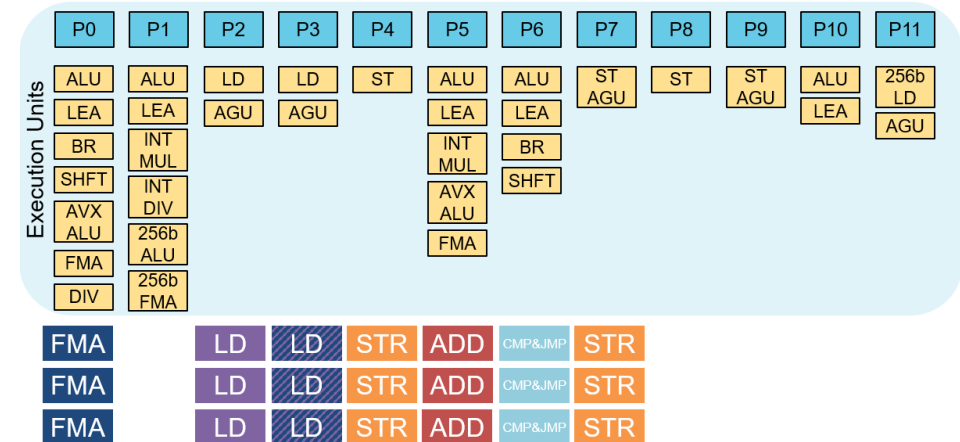 P0 P1 P2 P3 P4 P5 P6 P7 P8 P9 P10 P11
Execution Units
ALU
LEA
BR
SHFT
AVX
ALU
FMA
DIV
ALU
LEA
INT
MUL
INT
DIV
256b
ALU
256b
FMA
LD
AGU
LD
AGU
ST
ALU
LEA
INT
MUL
AVX
ALU
FMA
ALU
LEA
BR
SHFT
ST
AGU
ST
ST
AGU
ALU
LEA
256b
LD
AGU
FMA LD LD STR ADD CMP&JMP STR
FMA LD LD STR ADD CMP&JMP STR
FMA LD LD STR ADD CMP&JMP STR